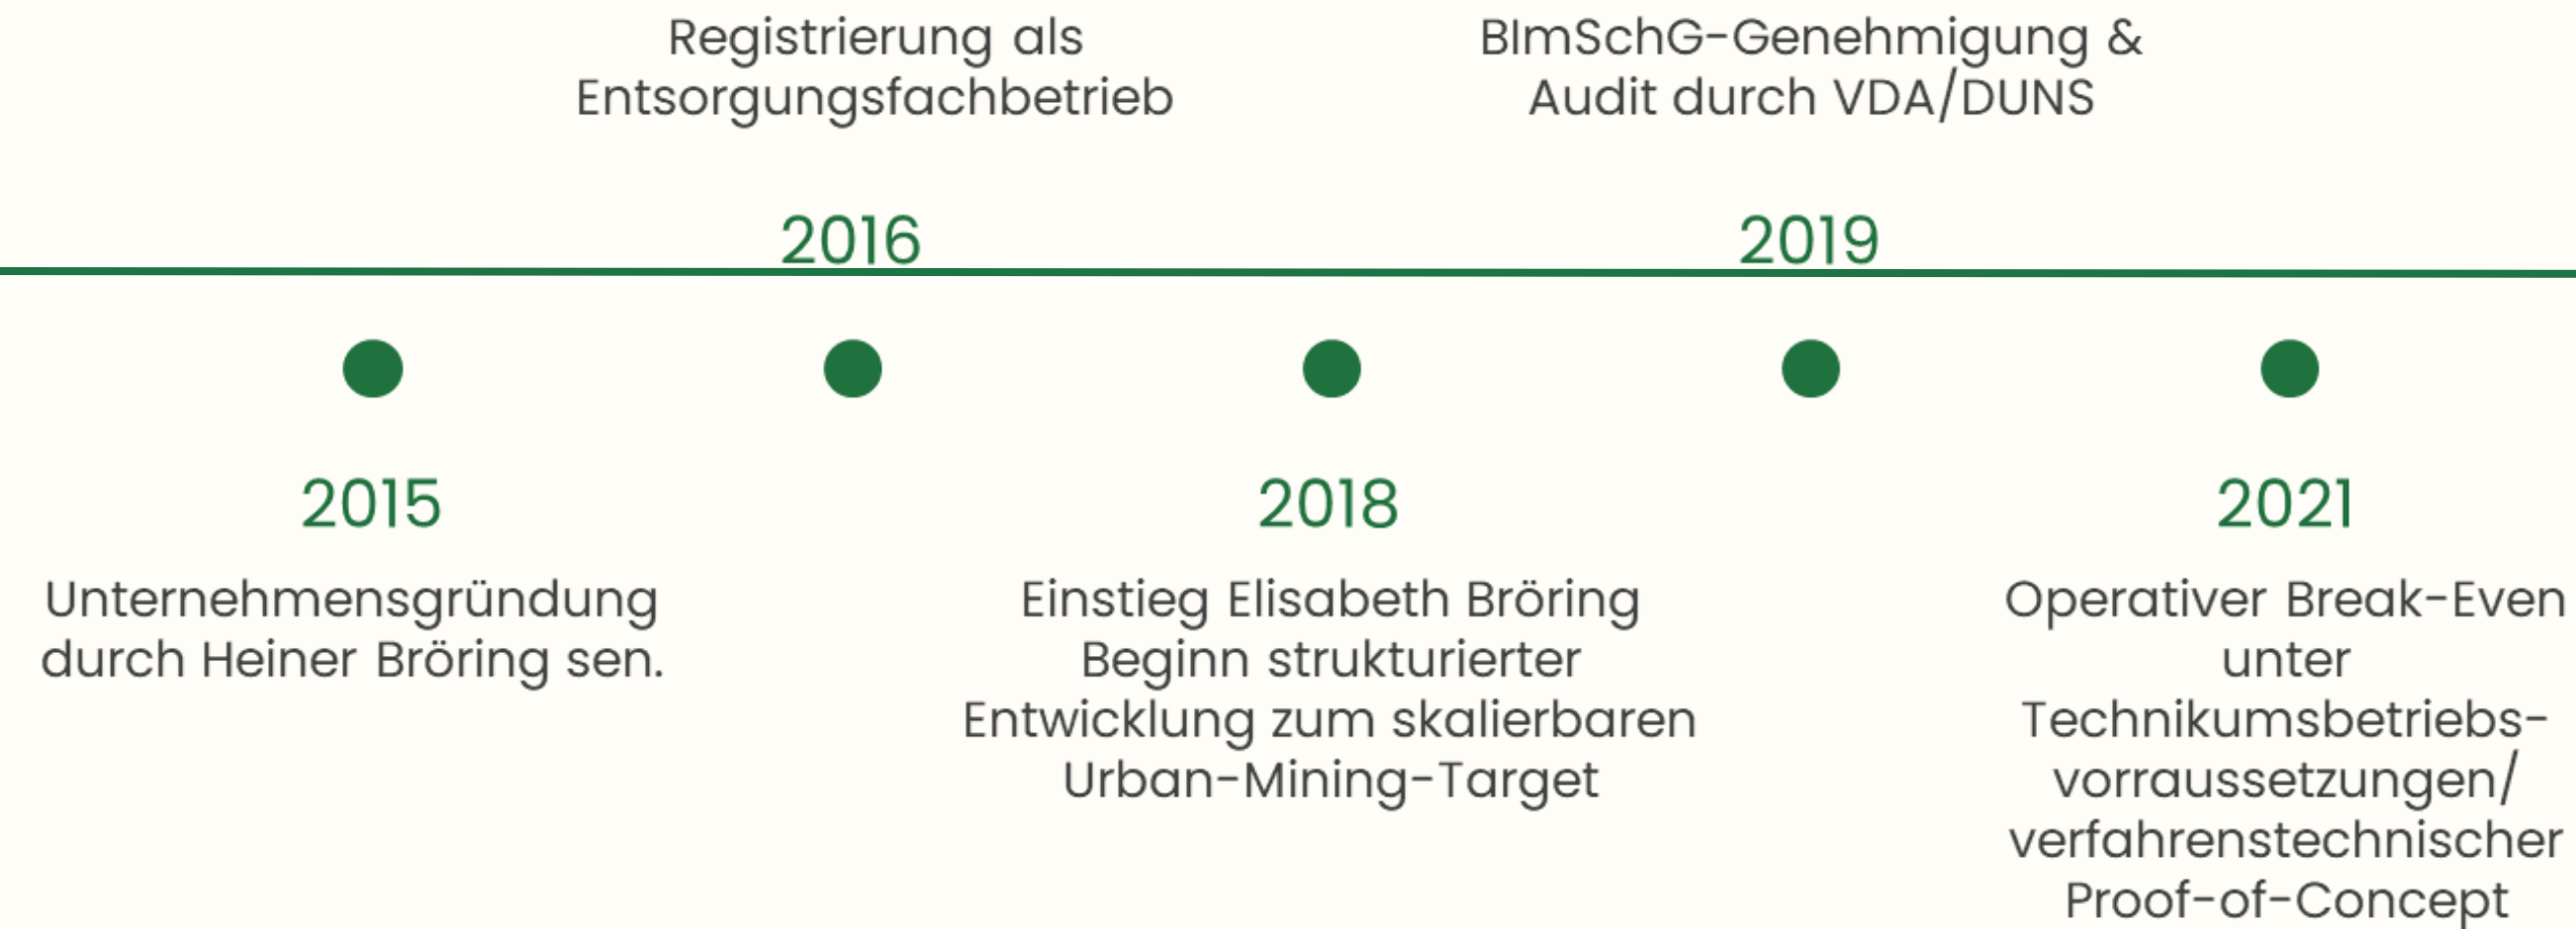 Registrierung als
Entsorgungsfachbetrieb
2016
BImSchG-Genehmigung &
Audit durch VDA/DUNS
2019
2015
Unternehmensgründung
durch Heiner Bröring sen.
2018
Einstieg Elisabeth Bröring
Beginn strukturierter
Entwicklung zum skalierbaren
Urban-Mining-Target
2021
Operativer Break-Even
unter
Technikumsbetriebs-
vorraussetzungen/
verfahrenstechnischer
Proof-of-Concept